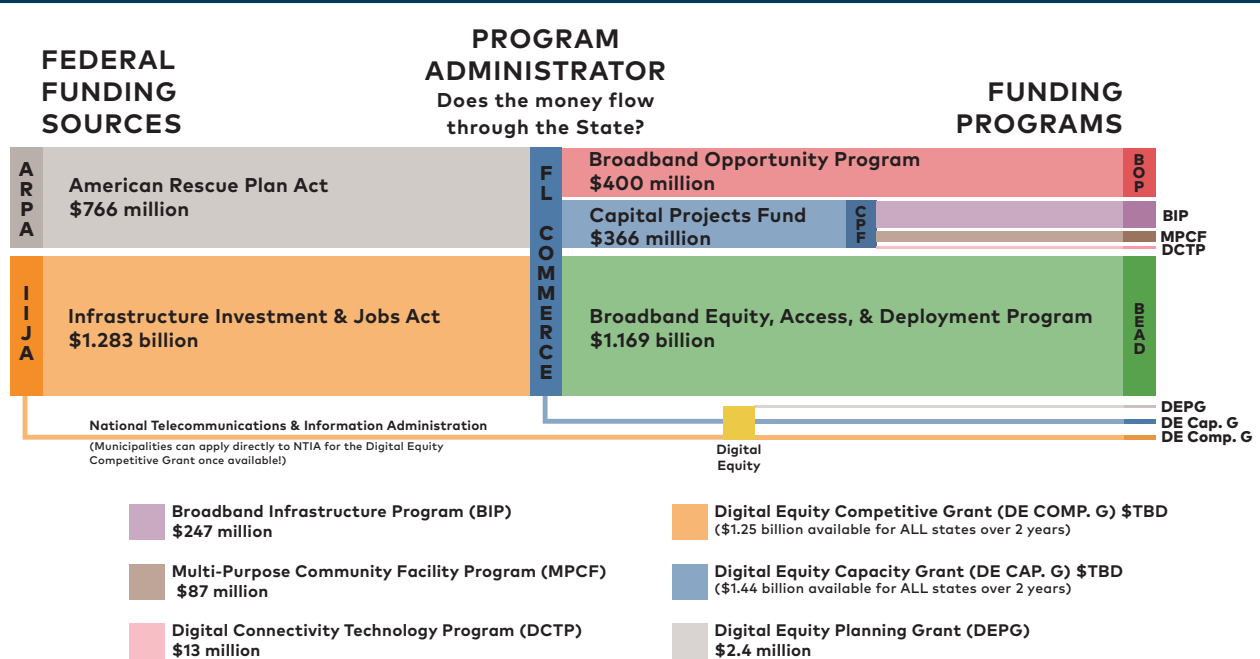 FEDERAL
FUNDING
SOURCES
PROGRAM
ADMINISTRATOR
Does the money flow
through the State?
FUNDING
PROGRAMS
ARPA
American Rescue Plan Act
$766 million
FL COMMERCE
Broadband Opportunity Program
$400 million
BOP
Capital Projects Fund
$366 million
CPF
BIP
MPCF
DCTP
IIJA
Infrastructure Investment & Jobs Act
$1.283 billion
Broadband Equity, Access, & Deployment Program
$1.169 billion
BEAD
National Telecommunications & Information Administration
(Municipalities can apply directly to NTIA for the Digital Equity
Competitive Grant once available!)
Digital
Equity
DEPG
DE Cap. G
DE Comp. G
Broadband Infrastructure Program (BIP)
$247 million
Multi-Purpose Community Facility Program (MPCF)
$87 million
Digital Connectivity Technology Program (DCTP)
$13 million
Digital Equity Competitive Grant (DE COMP. G) $TBD
($1.25 billion available for ALL states over 2 years)
Digital Equity Capacity Grant (DE CAP. G) $TBD
($1.44 billion available for ALL states over 2 years)
Digital Equity Planning Grant (DEPG)
$2.4 million